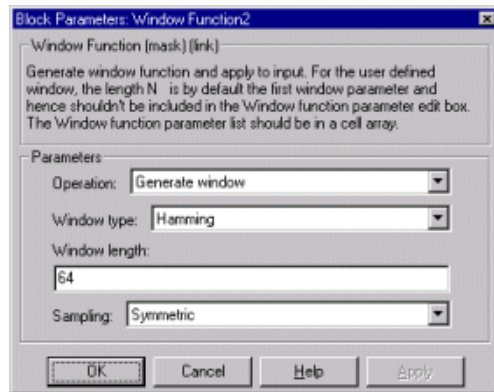 Block Parameters: Window Function2
Window Function (mask) (link)
Generate window function and apply to input. For the user defined
window, the length N is by default the first window parameter and
hence shouldn't be included in the Window function parameter edit box.
The Window function parameter list should be in a cell array.
Parameters
Operation: Generate window
Window type: Hamming
Window length:
64
Sampling: Symmetric
OK Cancel Help Apply